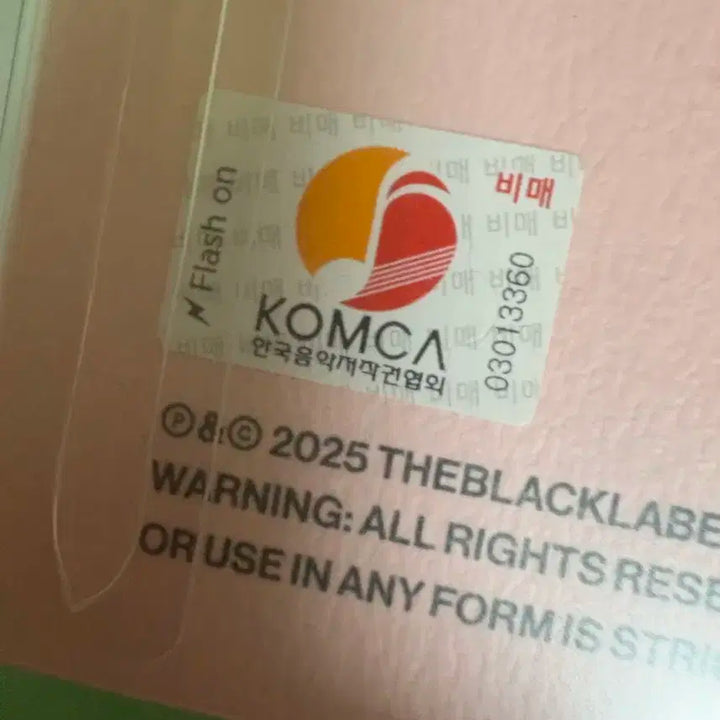 Flash on
비매
03013360
KOMCA
한국음악저작권협회
Ⓟ&© 2025 THEBLACKLABE
WARNING: ALL RIGHTS RESE
OR USE IN ANY FORM IS STRI